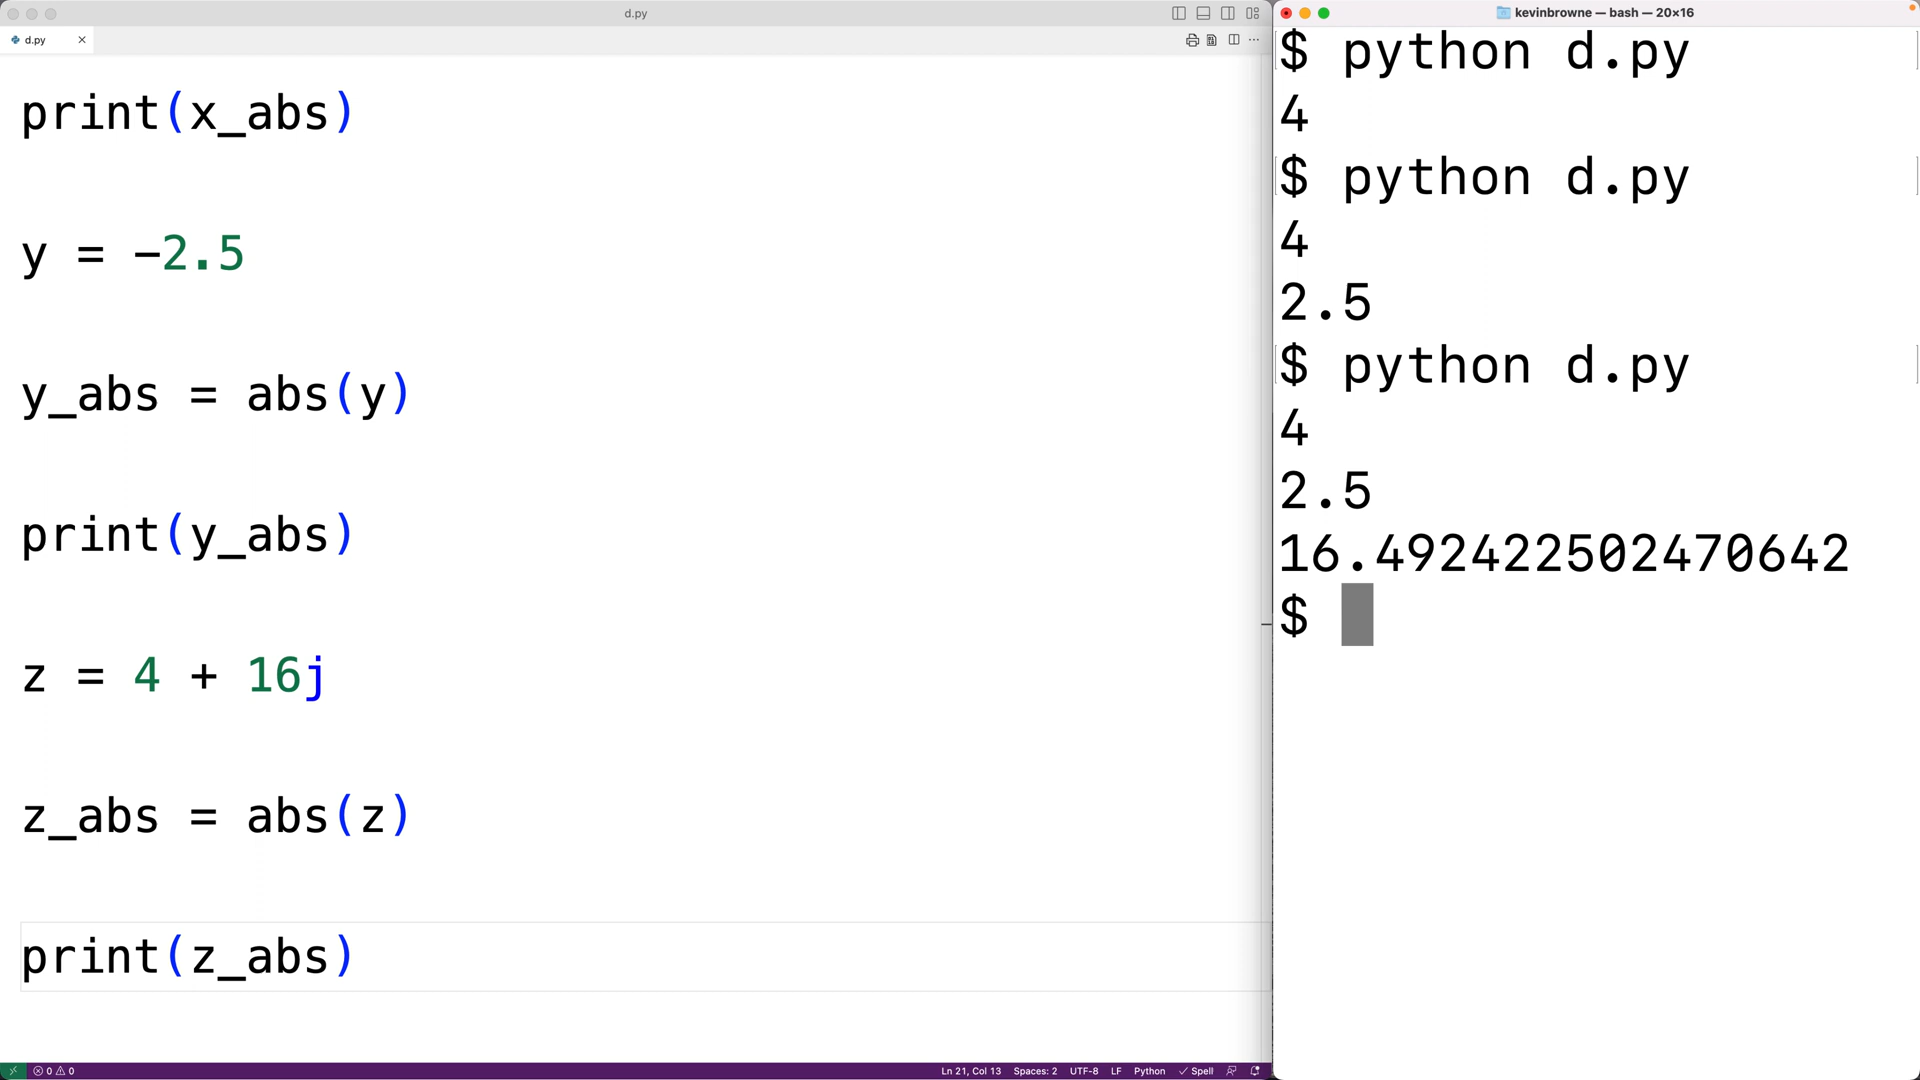 d.py
d.py
print(x_abs)
y = -2.5
y_abs = abs(y)
print(y_abs)
z = 4 + 16j
z_abs = abs(z)
print(z_abs)
0 0
Ln 21, Col 13 Spaces: 2 UTF-8 LF Python Spell
kevinbrowne — bash — 20×16
$ python d.py
4
$ python d.py
4
2.5
$ python d.py
4
2.5
16.492422502470642
$